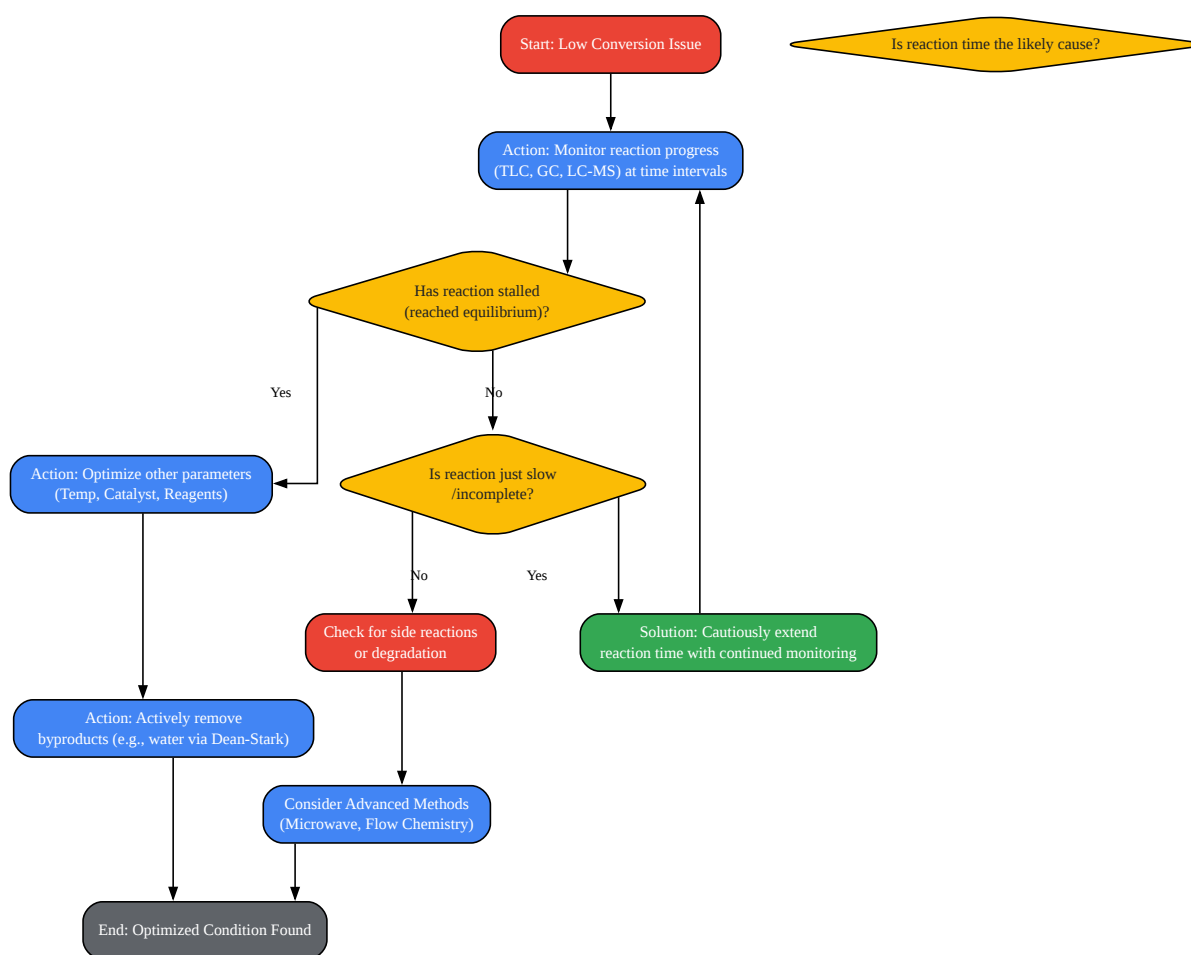 Start: Low Conversion Issue
Is reaction time the likely cause?
Action: Monitor reaction progress
(TLC, GC, LC-MS) at time intervals
Has reaction stalled
(reached equilibrium)?
Yes
No
Action: Optimize other parameters
(Temp, Catalyst, Reagents)
Is reaction just slow
/incomplete?
No
Yes
Check for side reactions
or degradation
Solution: Cautiously extend
reaction time with continued monitoring
Action: Actively remove
byproducts (e.g., water via Dean-Stark)
Consider Advanced Methods
(Microwave, Flow Chemistry)
End: Optimized Condition Found